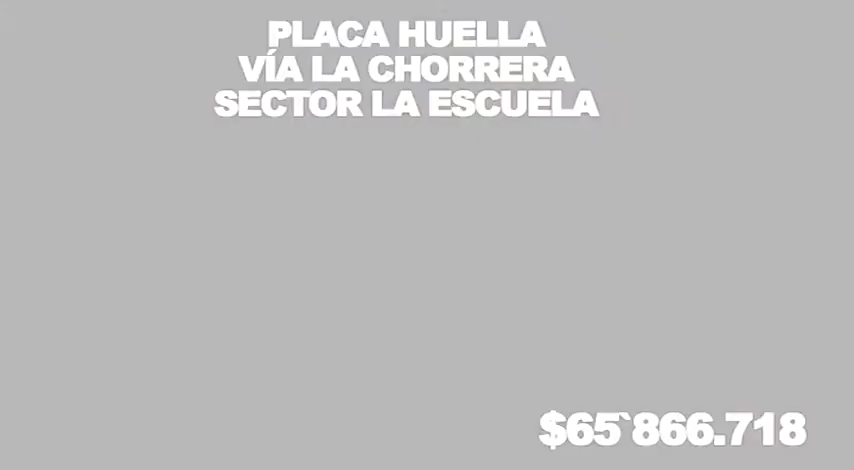 PLACA HUELLA
VÍA LA CHORRERA
SECTOR LA ESCUELA
$65`866.718